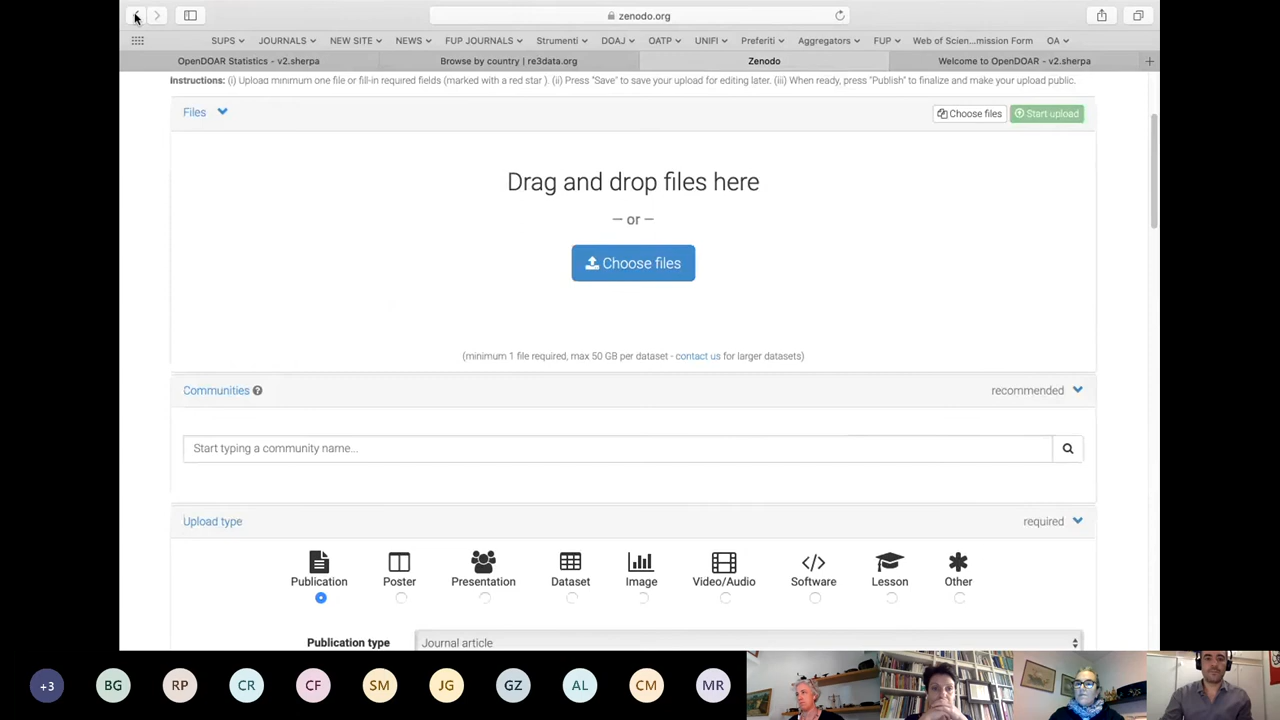 zenodo.org
SUPS JOURNALS NEW SITE NEWS FUP JOURNALS Strumenti DOAJ OATP UNIFI Preferiti Aggregators FUP Web of Scien...mission Form OA
OpenDOAR Statistics - v2.sherpa Browse by country | re3data.org Zenodo Welcome to OpenDOAR - v2.sherpa
Instructions: (i) Upload minimum one file or fill-in required fields (marked with a red star ). (ii) Press "Save" to save your upload for editing later. (iii) When ready, press "Publish" to finalize and make your upload public.
Files Choose files Start upload
Drag and drop files here
— or —
Choose files
(minimum 1 file required, max 50 GB per dataset - contact us for larger datasets)
Communities recommended
Start typing a community name...
Upload type required
Publication Poster Presentation Dataset Image Video/Audio Software Lesson Other
Publication type Journal article
+3 BG RP CR CF SM JG GZ AL CM MR